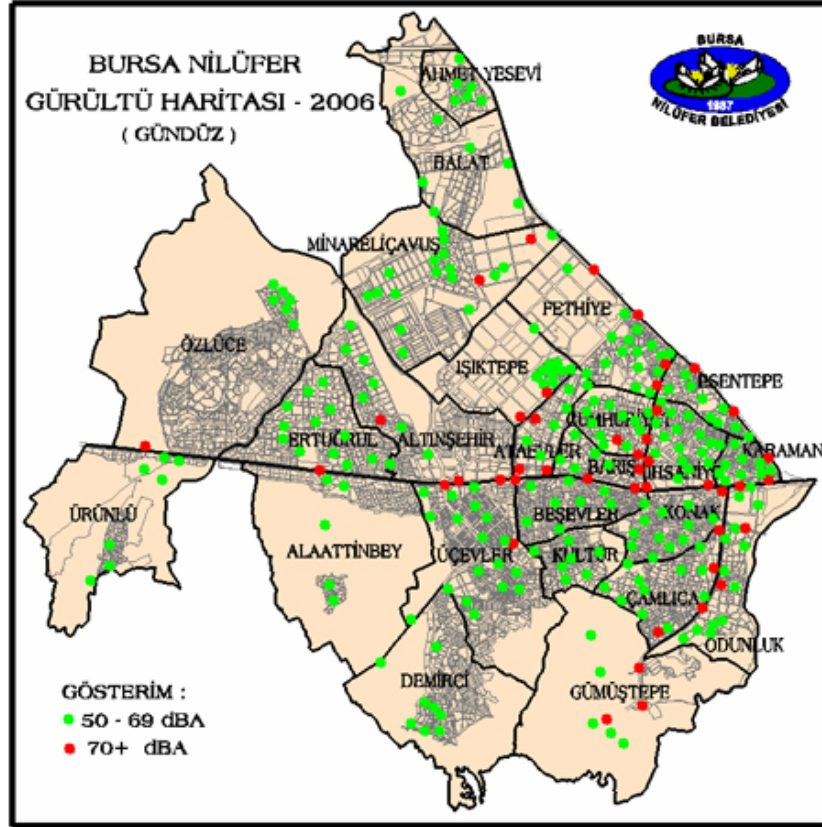 BURSA NİLÜFER
GÜRÜLTÜ HARİTASI - 2006
( GÜNDÜZ )
BURSA
1987
NİLÜFER BELEDİYESİ
AHMET YESEVİ
BALAT
MİNARELİÇAVUŞ
FETHİYE
ÖZLÜCE
IŞIKTEPE
ESENTEPE
CUMHURİYET
ERTUĞRUL
ALTINŞEHİR
ATAEVLER
KARAMAN
BARIŞ
İHSANİYE
ÜRÜNLÜ
BEŞEVLER
KONAK
ALAATTİNBEY
ÜÇEVLER
KÜLTÜR
ÇAMLICA
ODUNLUK
DEMİRCİ
GÜMÜŞTEPE
GÖSTERİM :
50 - 69 dBA
70+ dBA